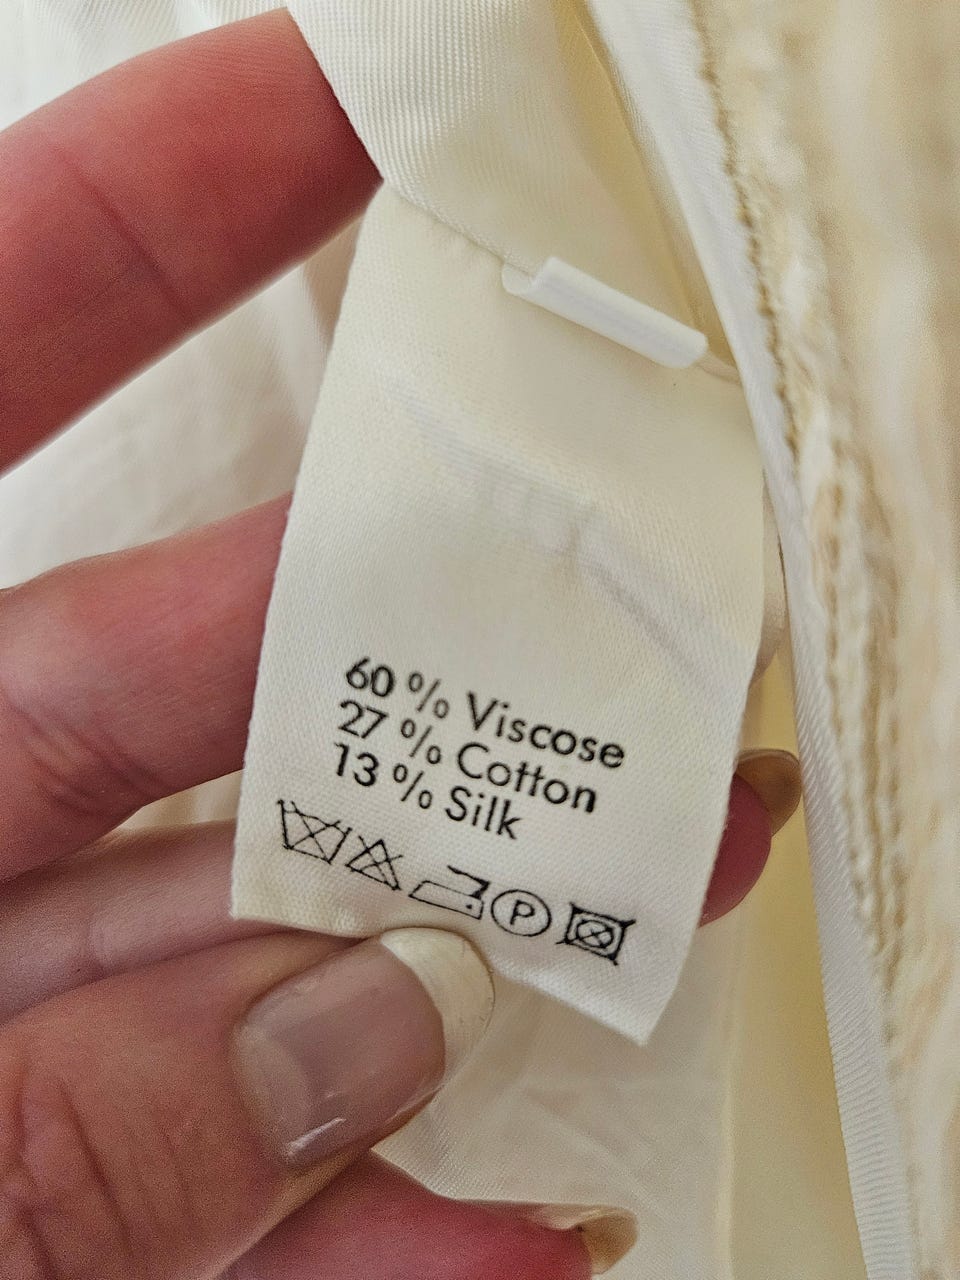 60 % Viscose
27 % Cotton
13 % Silk
P